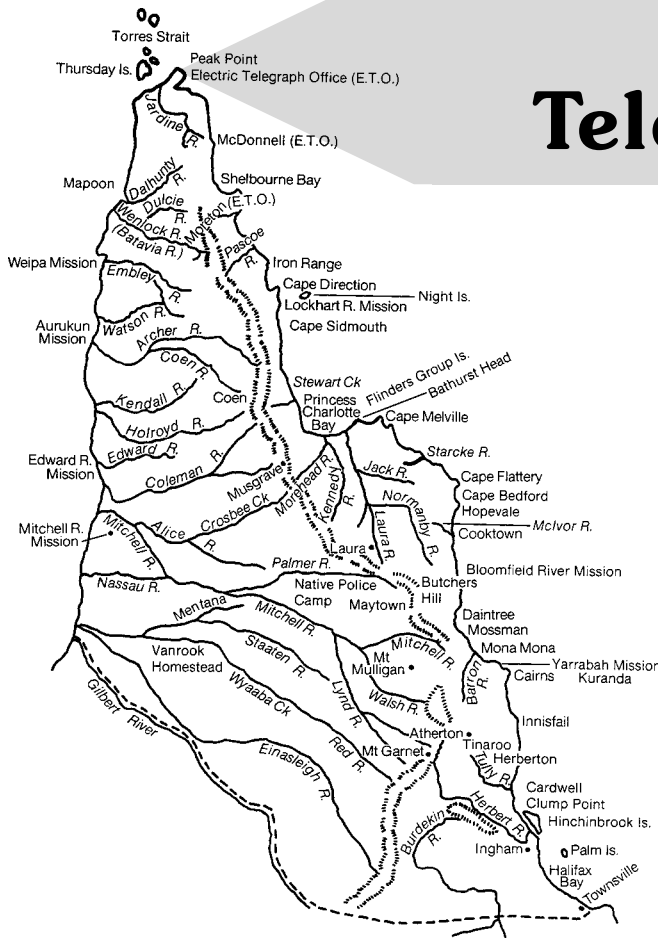 Torres Strait
Thursday Is.
Peak Point
Electric Telegraph Office (E.T.O.)
Tele
Jardine R.
McDonnell (E.T.O.)
Mapoon
Dalhunty R.
Shelbourne Bay
Dulcie R.
Moreton (E.T.O.)
Wenlock R.
(Batavia R.)
Pascoe R.
Weipa Mission
Embley R.
Iron Range
Cape Direction
Night Is.
Lockhart R. Mission
Watson R.
Cape Sidmouth
Aurukun
Mission
Archer R.
Coen R.
Stewart Ck
Flinders Group Is.
Bathurst Head
Kendall R.
Coen
Princess
Charlotte
Bay
Cape Melville
Holroyd R.
Edward R.
Edward R.
Mission
Coleman R.
Musgrave
Morehead R.
Kennedy R.
Jack R.
Starcke R.
Cape Flattery
Cape Bedford
Hopevale
Normanby R.
McIvor R.
Cooktown
Crosbee Ck
Alice R.
Mitchell R.
Mission
Mitchell R.
Laura
Laura R.
Palmer R.
Bloomfield River Mission
Nassau R.
Native Police
Camp
Maytown
Butchers
Hill
Mentana
Mitchell R.
Daintree
Mossman
Mona Mona
Mitchell R.
Staaten R.
Vanrook
Homestead
Mt
Mulligan
Barron R.
Yarrabah Mission
Cairns
Kuranda
Wyaaba Ck
Lynd R.
Walsh R.
Gilbert River
Innisfail
Atherton
Tinaroo
Red R.
Mt Garnet
Herberton
Einasleigh R.
Tully R.
Cardwell
Clump Point
Herbert R.
Hinchinbrook Is.
Burdekin R.
Ingham
Palm Is.
Halifax
Bay
Townsville